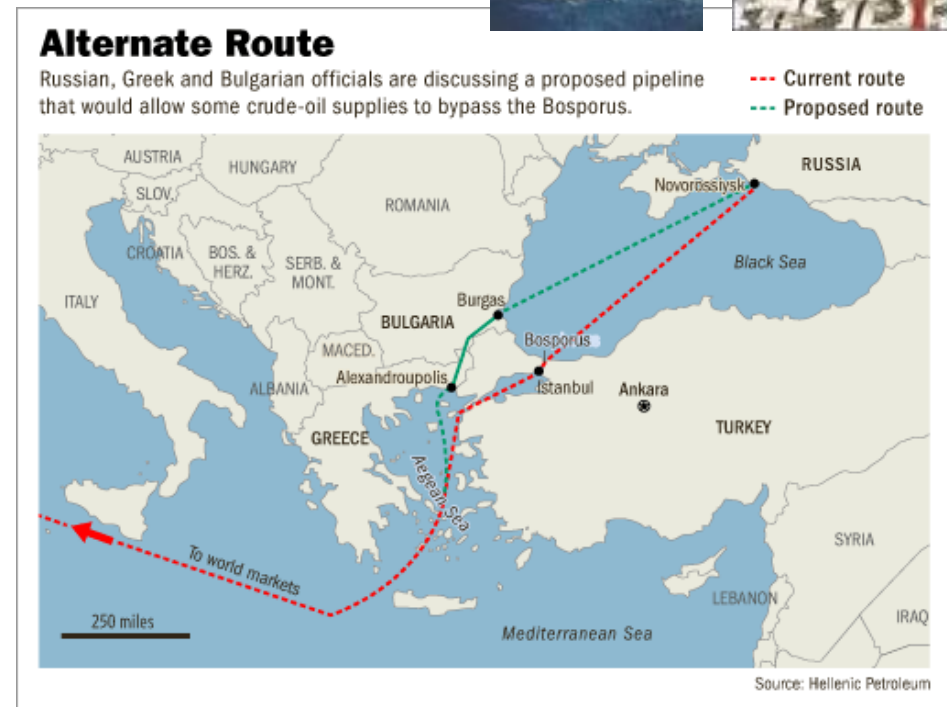 Alternate Route
Russian, Greek and Bulgarian officials are discussing a proposed pipeline
that would allow some crude-oil supplies to bypass the Bosporus.
Current route
Proposed route
AUSTRIA
HUNGARY
RUSSIA
SLOV.
Novorossiysk
ROMANIA
CROATIA
BOS. &
HERZ.
SERB. &
MONT.
Black Sea
ITALY
Burgas
BULGARIA
Bosporus
MACED.
Alexandroupolis
ALBANIA
Istanbul
Ankara
GREECE
TURKEY
Aegean Sea
To world markets
SYRIA
LEBANON
IRAQ
250 miles
Mediterranean Sea
Source: Hellenic Petroleum